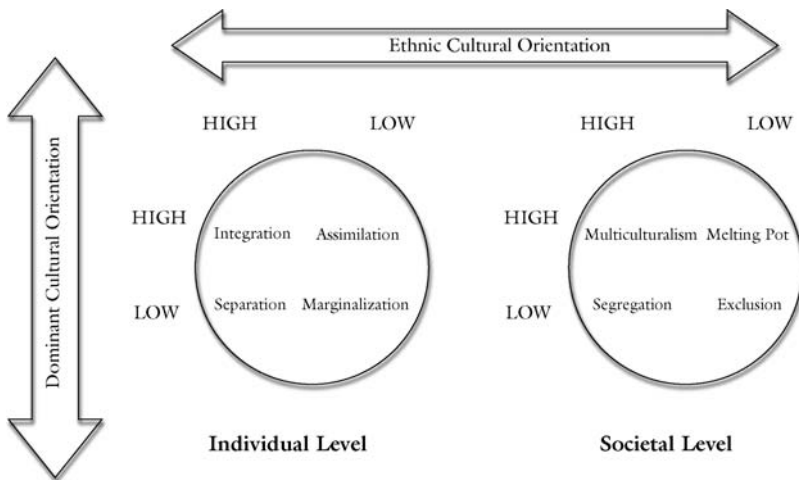 Ethnic Cultural Orientation
Dominant Cultural Orientation
HIGH LOW
HIGH
LOW
Integration Assimilation
Separation Marginalization
Individual Level
HIGH LOW
HIGH
LOW
Multiculturalism Melting Pot
Segregation Exclusion
Societal Level